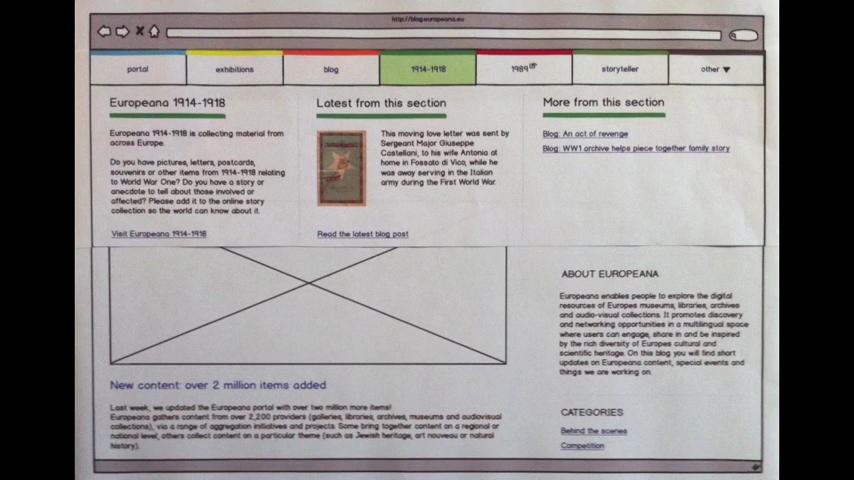 http://blog.europeana.eu
portal
exhibitions
blog
1914-1918
1989
storyteller
other
Europeana 1914-1918
Europeana 1914-1918 is collecting material from
across Europe.
Do you have pictures, letters, postcards,
souvenirs or other items from 1914-1918 relating
to World War One? Do you have a story or
anecdote to tell about those involved or
affected? Please add it to the online story
collection so the world can know about it.
Visit Europeana 1914-1918
Latest from this section
This moving love letter was sent by
Sergeant Major Giuseppe
Castellani, to his wife Antonia at
home in Fossato di Vico, while he
was away serving in the Italian
army during the First World War.
Read the latest blog post
More from this section
Blog: An act of revenge
Blog: WW1 archive helps piece together family story
New content: over 2 million items added
Last week, we updated the Europeana portal with over two million more items!
Europeana gathers content from over 2,200 providers (galleries, libraries, archives, museums and audiovisual
collections), via a range of aggregation initiatives and projects. Some bring together content on a regional or
national level, others collect content on a particular theme (such as Jewish heritage, art nouveau or natural
history).
ABOUT EUROPEANA
Europeana enables people to explore the digital
resources of Europes museums, libraries, archives
and audio-visual collections. It promotes discovery
and networking opportunities in a multilingual space
where users can engage, share in and be inspired
by the rich diversity of Europes cultural and
scientific heritage. On this blog you will find short
updates on Europeana content, special events and
things we are working on.
CATEGORIES
Behind the scenes
Competition